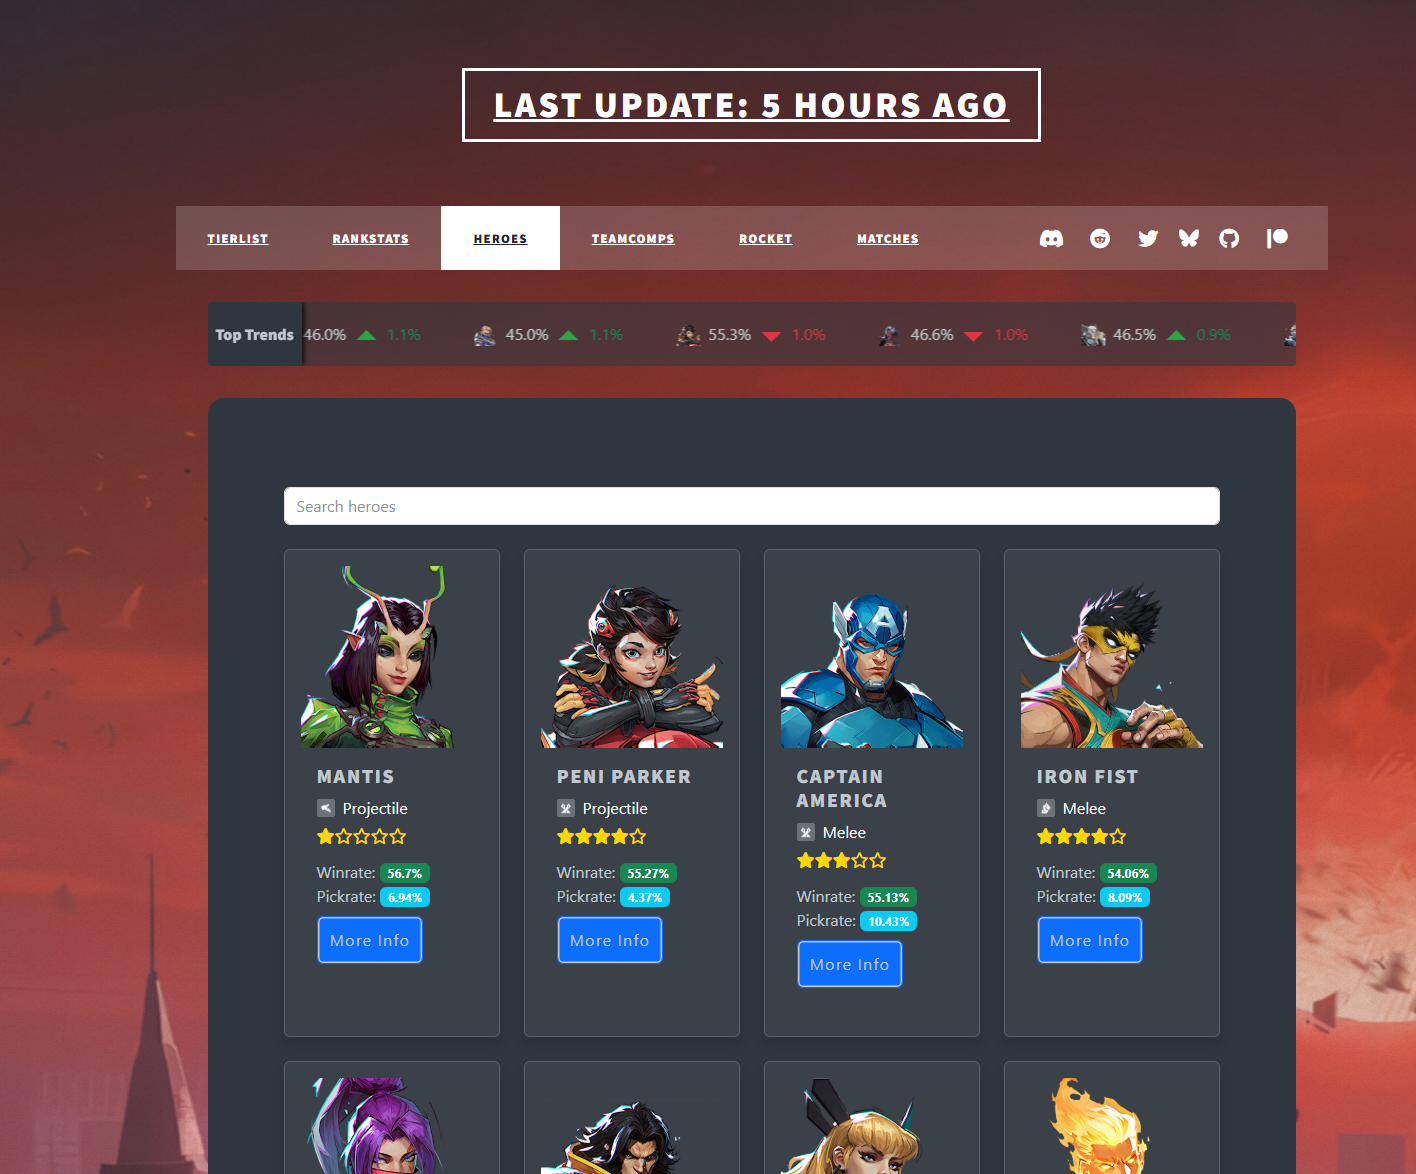 LAST UPDATE: 5 HOURS AGO
TIERLIST RANKSTATS HEROES TEAMCOMPS ROCKET MATCHES
Top Trends 46.0% 1.1% 45.0% 1.1% 55.3% 1.0% 46.6% 1.0% 46.5% 0.9%
Search heroes
MANTIS
Projectile
Winrate: 56.7%
Pickrate: 6.94%
More Info
PENI PARKER
Projectile
Winrate: 55.27%
Pickrate: 4.37%
More Info
CAPTAIN
AMERICA
Melee
Winrate: 55.13%
Pickrate: 10.43%
More Info
IRON FIST
Melee
Winrate: 54.06%
Pickrate: 8.09%
More Info